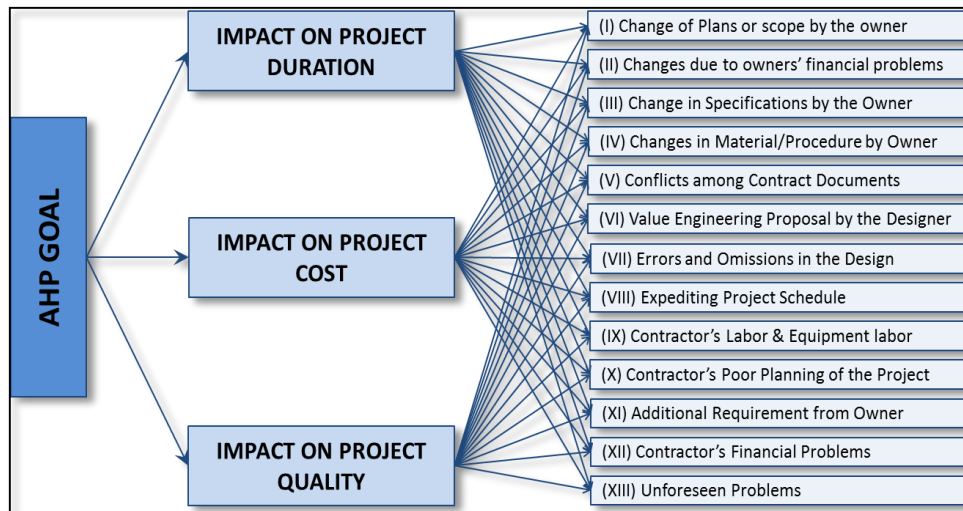 AHP GOAL
IMPACT ON PROJECT
DURATION
IMPACT ON PROJECT
COST
IMPACT ON PROJECT
QUALITY
(I) Change of Plans or scope by the owner
(II) Changes due to owners' financial problems
(III) Change in Specifications by the Owner
(IV) Changes in Material/Procedure by Owner
(V) Conflicts among Contract Documents
(VI) Value Engineering Proposal by the Designer
(VII) Errors and Omissions in the Design
(VIII) Expediting Project Schedule
(IX) Contractor's Labor & Equipment labor
(X) Contractor's Poor Planning of the Project
(XI) Additional Requirement from Owner
(XII) Contractor's Financial Problems
(XIII) Unforeseen Problems